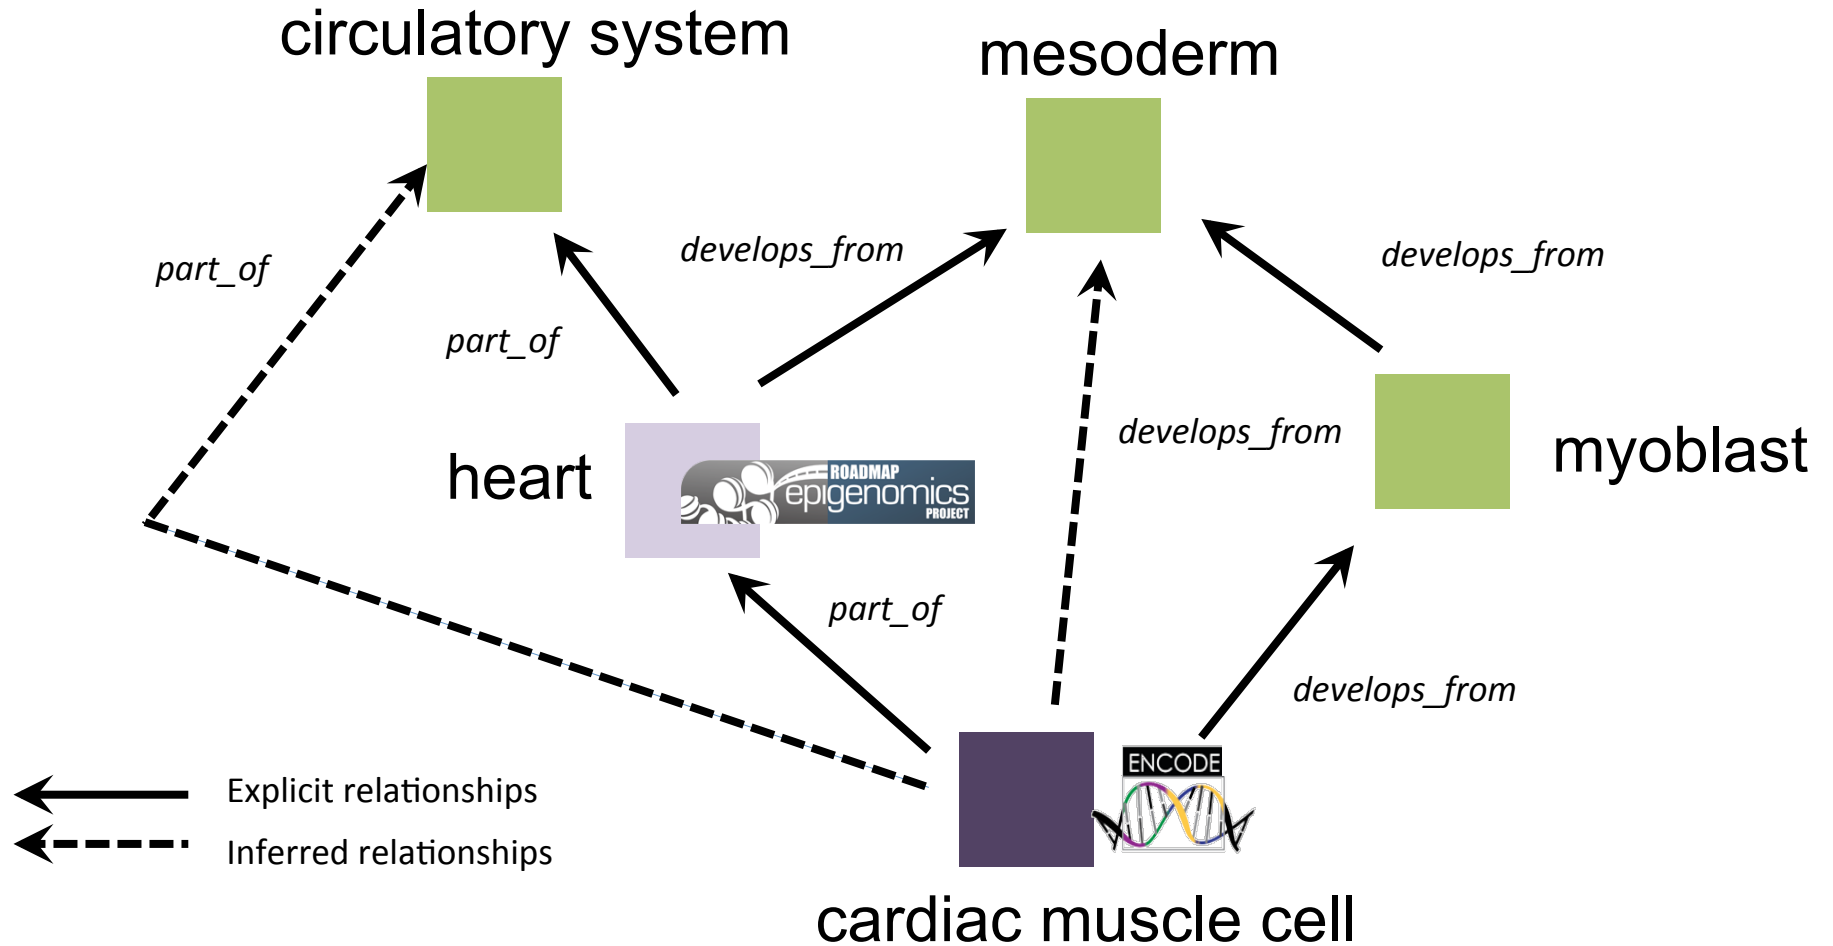 circulatory system
mesoderm
part_of
develops_from
develops_from
part_of
develops_from
heart
ROADMAP
epigenomics
PROJECT
myoblast
part_of
develops_from
ENCODE
Explicit relationships
Inferred relationships
cardiac muscle cell